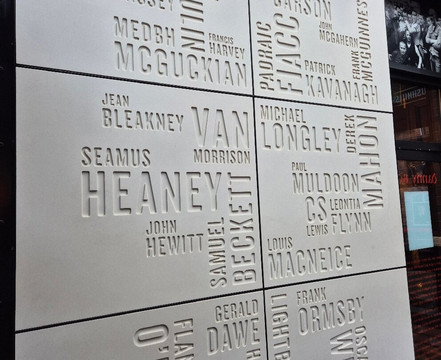 MEDBH
MCGUCKIAN
FRANCIS
HARVEY
CARSON
JOHN
MCGAHERN
PADRAIC
FIACC
FRANK
MCGUINNESS
PATRICK
KAVANAGH
JEAN
BLEAKNEY
VAN
MORRISON
SEAMUS
HEANEY
JOHN
HEWITT
SAMUEL
BECKETT
MICHAEL
LONGLEY
DEREK
MAHON
PAUL
MULDOON
CS
LEWIS
LEONTIA
FLYNN
LOUIS
MACNEICE
GERALD
DAWE
FRANK
ORMSBY